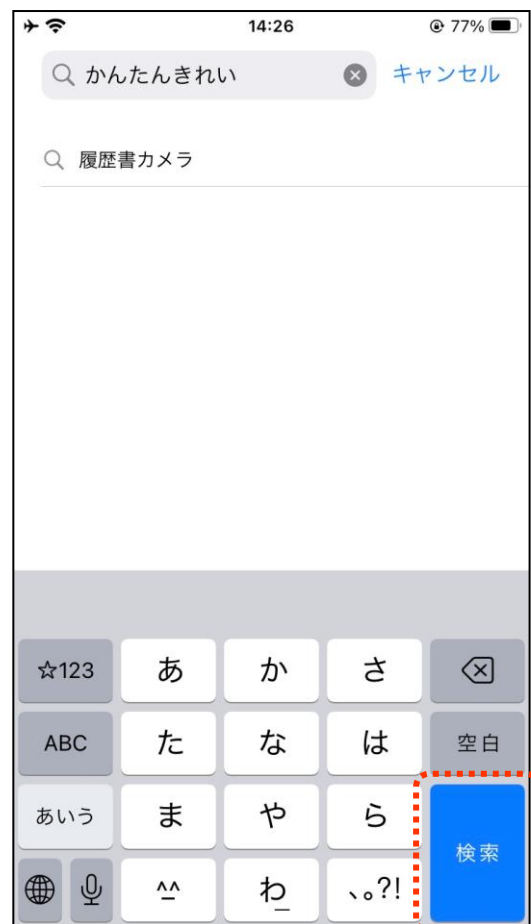 14:26
77%
かんたんきれい
キャンセル
履歴書カメラ
☆123 あ か さ
ABC た な は 空白
あいう ま や ら 検索
^^ わ_ 、。?!